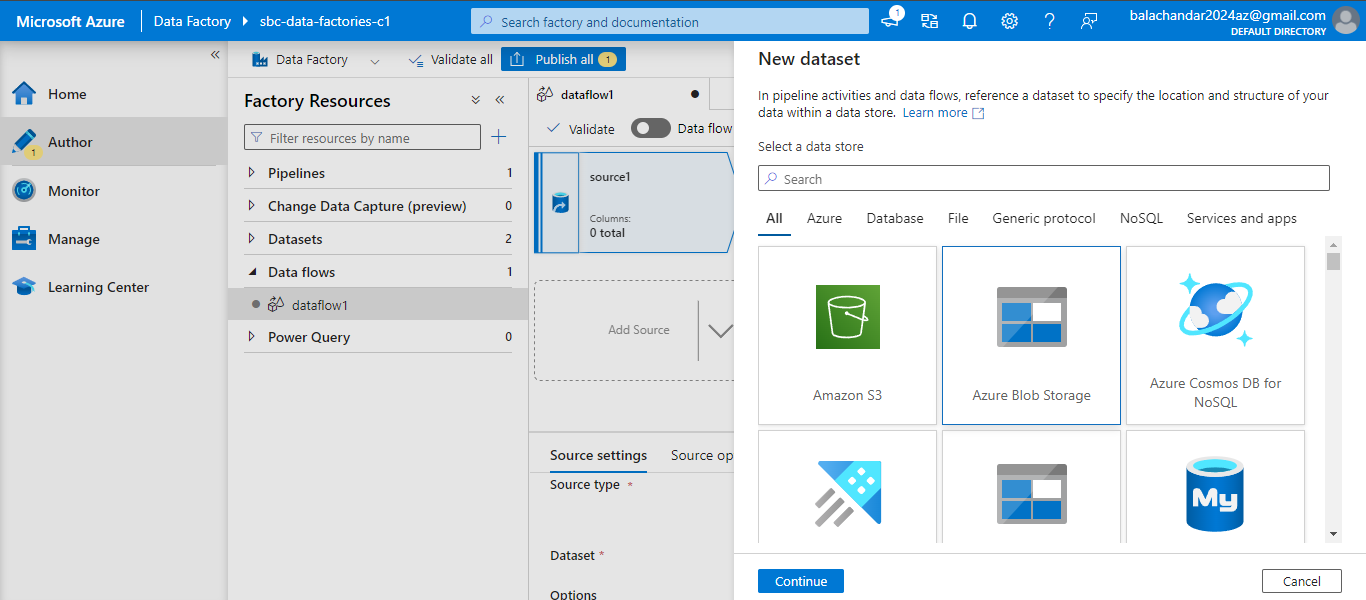 Microsoft Azure
Data Factory
sbc-data-factories-c1
Search factory and documentation
1
balachandar2024az@gmail.com
DEFAULT DIRECTORY
Home
Author
1
Monitor
Manage
Learning Center
Data Factory
Validate all
Publish all
1
Factory Resources
Filter resources by name
Pipelines
1
Change Data Capture (preview)
0
Datasets
2
Data flows
1
dataflow1
Power Query
0
dataflow1
Validate
Data flow
source1
Columns:
0 total
Add Source
Source settings
Source op
Source type *
Dataset *
Options
New dataset
In pipeline activities and data flows, reference a dataset to specify the location and structure of your
data within a data store. Learn more
Select a data store
Search
All
Azure
Database
File
Generic protocol
NoSQL
Services and apps
Amazon S3
Azure Blob Storage
Azure Cosmos DB for
NoSQL
My
Continue
Cancel